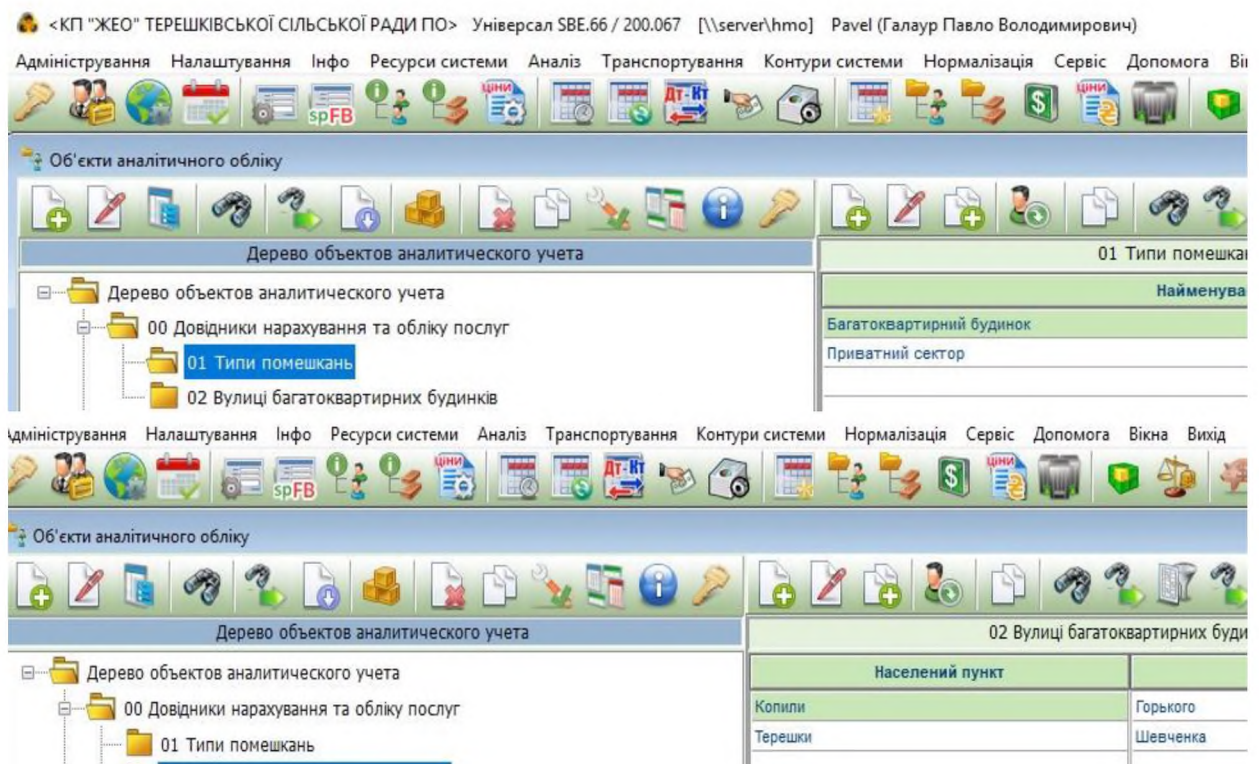 <КП "ЖЕО" ТЕРЕШКІВСЬКОЇ СІЛЬСЬКОЇ РАДИ ПО> Універсал SBE.66 / 200.067 [\\server\hmo] Pavel (Галаур Павло Володимирович)
Адміністрування Налаштування Інфо Ресурси системи Аналіз Транспортування Контури системи Нормалізація Сервіс Допомога Ві
spFB ЦІНИ Дт-Кт ЦІНИ
Об'єкти аналітичного обліку
Дерево объектов аналитического учета 01 Типи помешкан
Дерево объектов аналитического учета Найменува
00 Довідники нарахування та обліку послуг Багатоквартирний будинок
01 Типи помешкань Приватний сектор
02 Вулиці багатоквартирних будинків
дміністрування Налаштування Інфо Ресурси системи Аналіз Транспортування Контури системи Нормалізація Сервіс Допомога Вікна Вихід
spFB ЦІНИ Дт-Кт ЦІНИ
Об'єкти аналітичного обліку
Дерево объектов аналитического учета 02 Вулиці багатоквартирних буди
Дерево объектов аналитического учета Населений пункт
00 Довідники нарахування та обліку послуг Копили Горького
01 Типи помешкань Терешки Шевченка